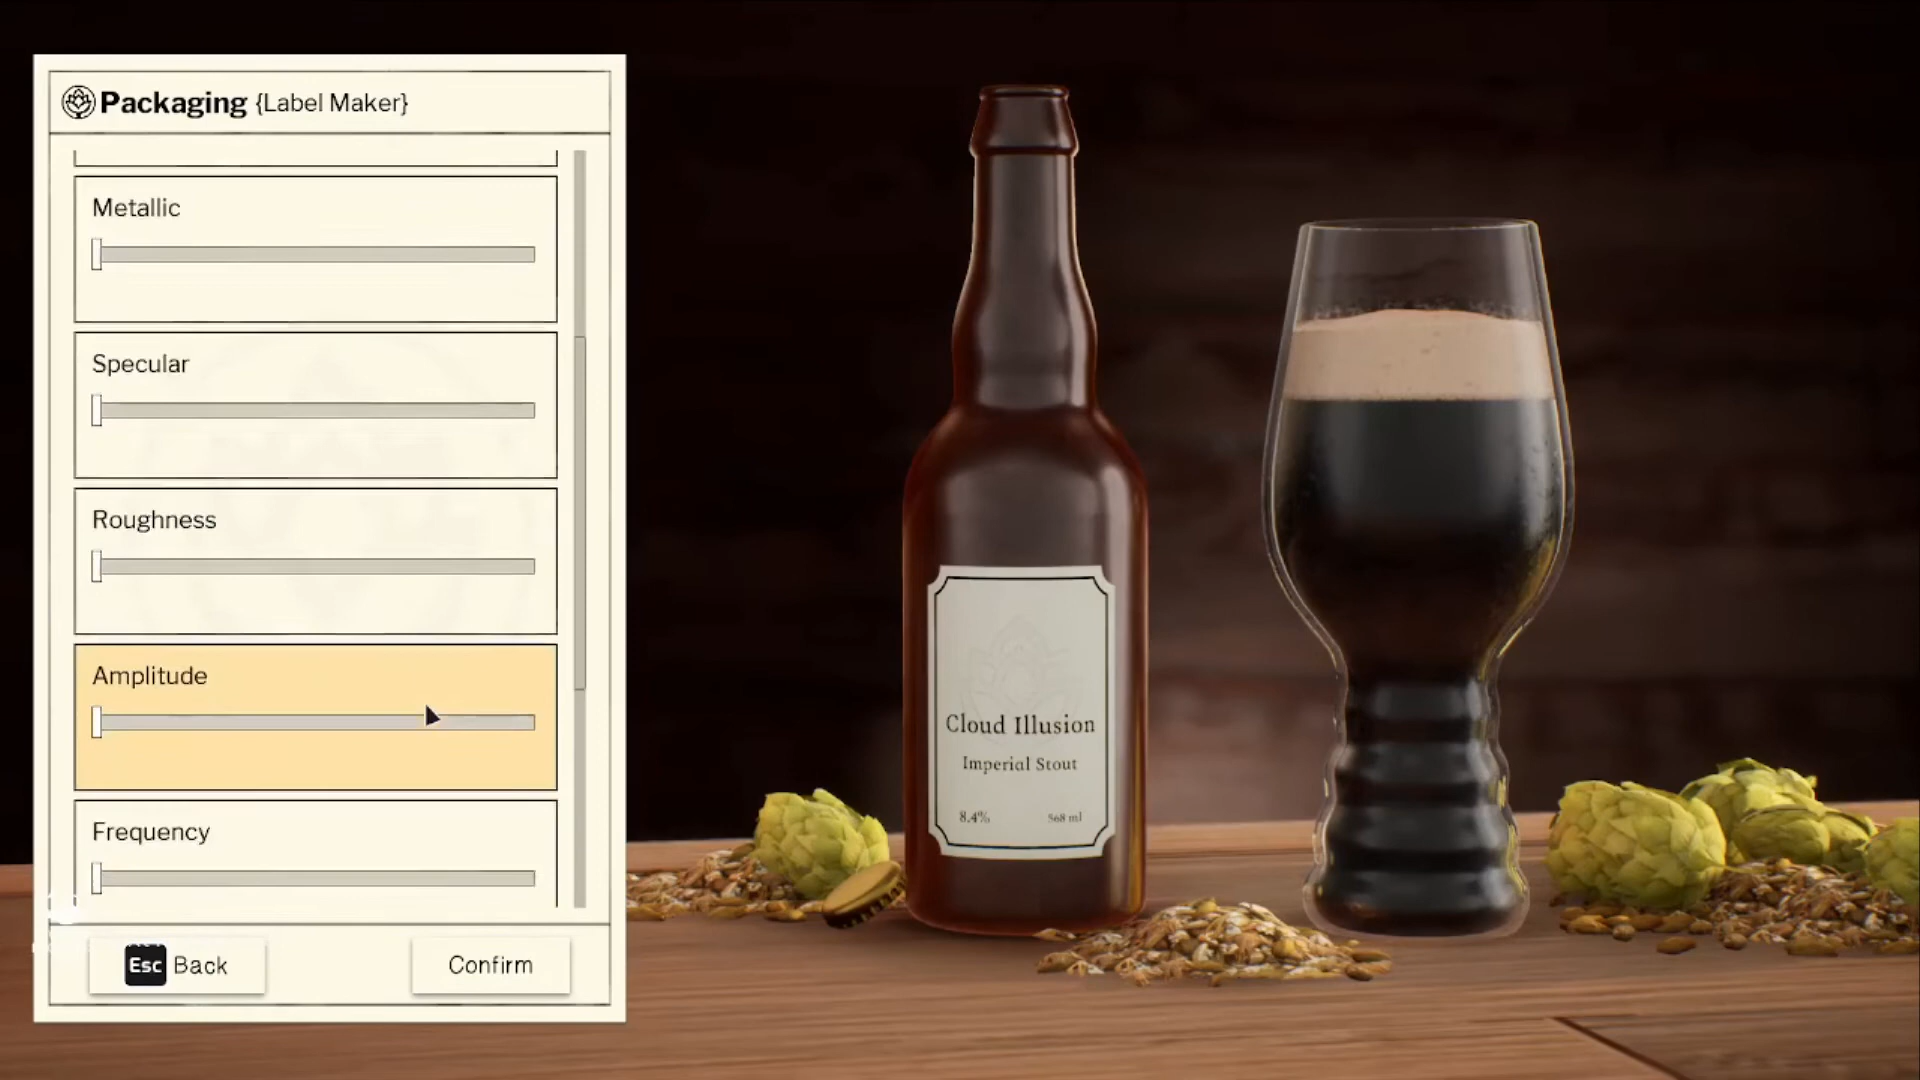 Packaging {Label Maker}
Metallic
Specular
Roughness
Amplitude
Frequency
Esc Back
Confirm
Cloud Illusion
Imperial Stout
8.4% 568 ml